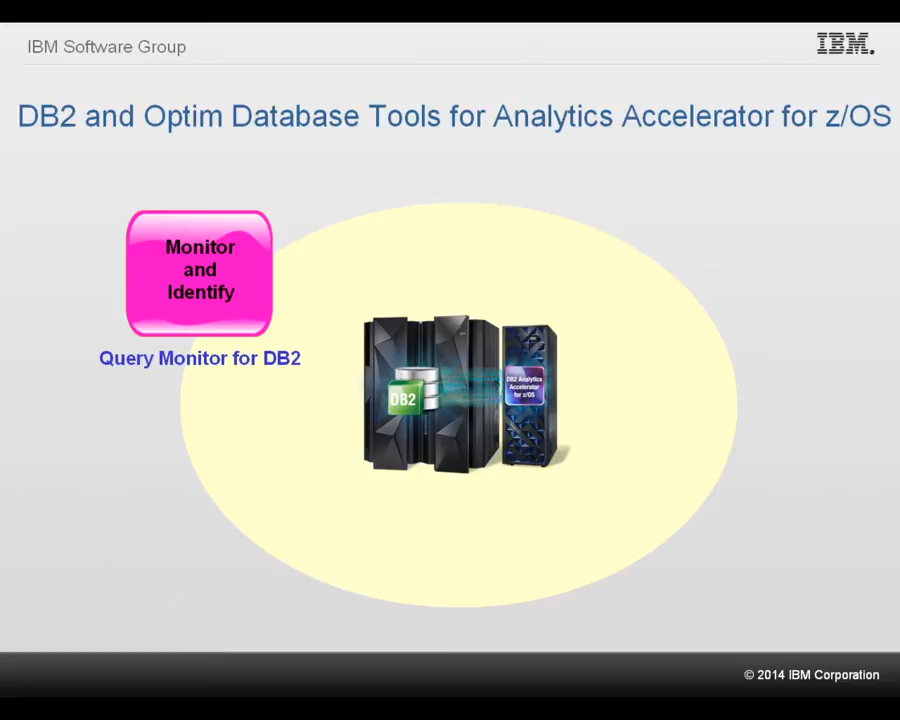 IBM Software Group
IBM.
DB2 and Optim Database Tools for Analytics Accelerator for z/OS
Monitor
and
Identify
Query Monitor for DB2
DB2
DB2 Analytics
Accelerator
for z/OS
© 2014 IBM Corporation